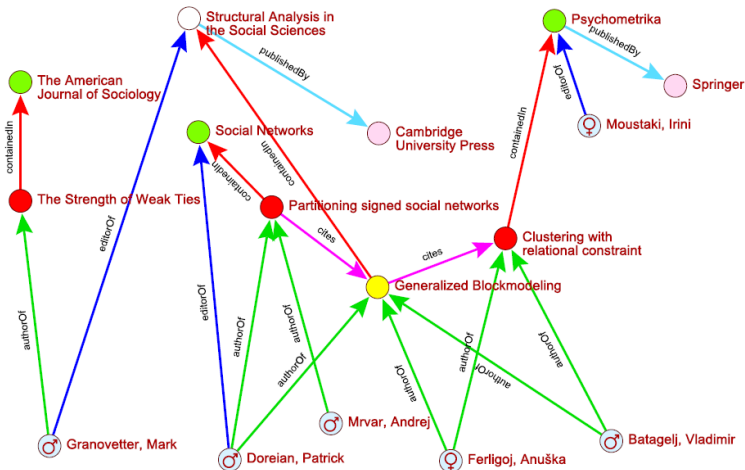 Structural Analysis in
the Social Sciences
publishedBy
Psychometrika
publishedBy
Springer
The American
Journal of Sociology
editorOf
Moustaki, Irini
Social Networks
Cambridge
University Press
containedIn
containedIn
containedIn
containedIn
The Strength of Weak Ties
Partitioning signed social networks
editorOf
cites
cites
Clustering with
relational constraint
Generalized Blockmodeling
editorOf
authorOf
authorOf
authorOf
authorOf
authorOf
authorOf
authorOf
authorOf
Mrvar, Andrej
Granovetter, Mark
Doreian, Patrick
Ferligoj, Anuška
Batagelj, Vladimir